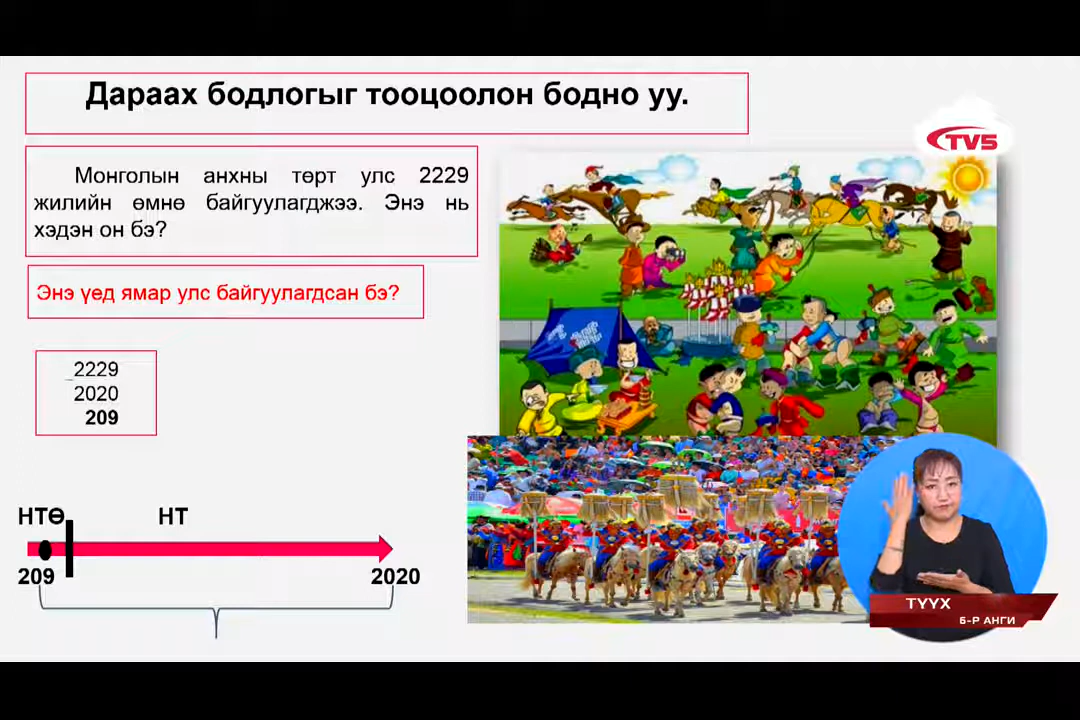 Дараах бодлогыг тооцоолон бодно уу.
TV5
Монголын анхны төрт улс 2229
жилийн өмнө байгуулагджээ. Энэ нь
хэдэн он бэ?
Энэ үед ямар улс байгуулагдсан бэ?
_ 2229
2020
209
НТӨ НТ
209 2020
ТҮҮХ
6-Р АНГИ